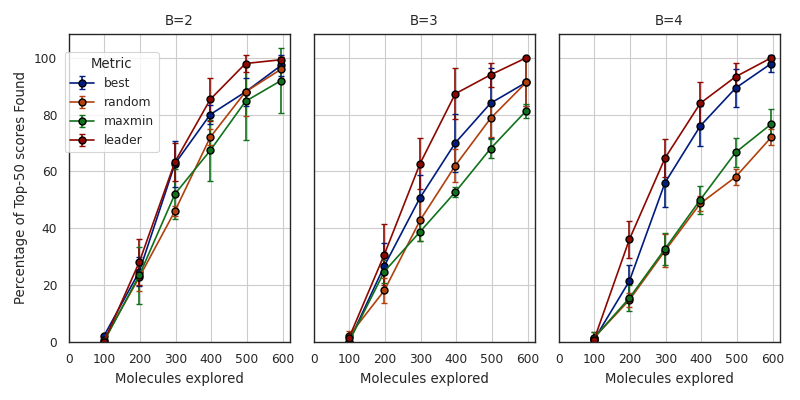 B=2
B=3
B=4
Percentage of Top-50 scores Found
100
80
60
40
20
0
Metric
best
random
maxmin
leader
0 100 200 300 400 500 600
0 100 200 300 400 500 600
0 100 200 300 400 500 600
Molecules explored
Molecules explored
Molecules explored